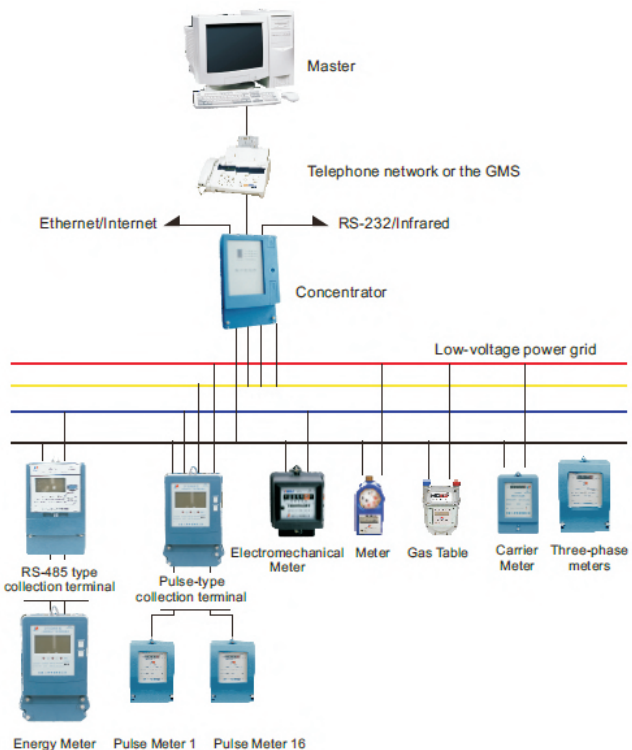 Master
Telephone network or the GMS
Ethernet/Internet
RS-232/Infrared
Concentrator
Low-voltage power grid
RS-485 type
collection terminal
Pulse-type
collection terminal
Electromechanical
Meter
Meter
Gas Table
Carrier
Meter
Three-phase
meters
Energy Meter
Pulse Meter 1
Pulse Meter 16